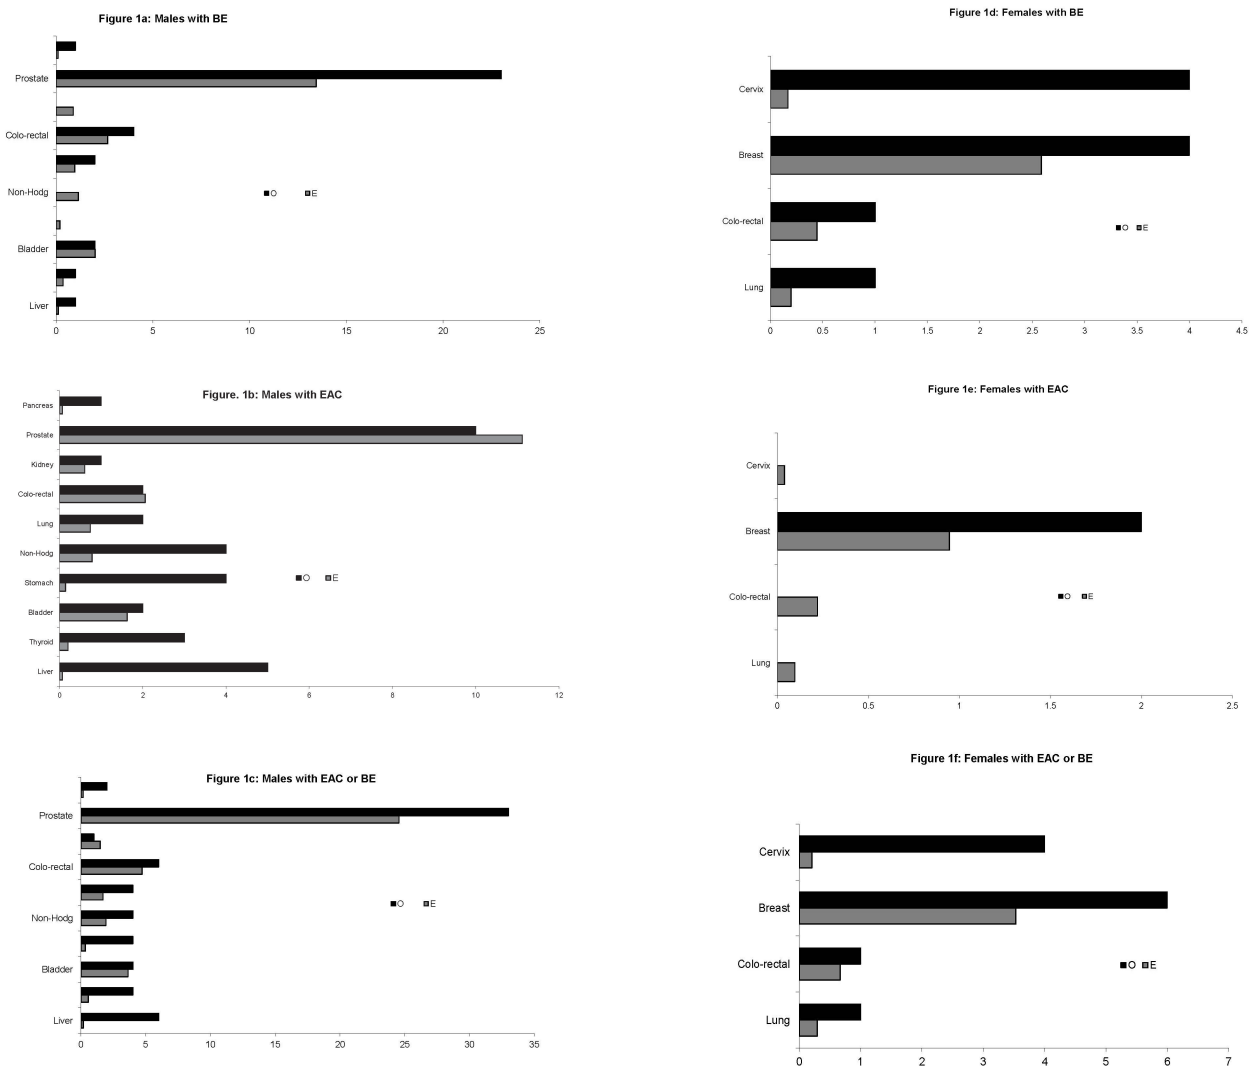 Figure 1a: Males with BE
Prostate
Colo-rectal
Non-Hodg
Bladder
Liver
O E
0 5 10 15 20 25
Figure 1d: Females with BE
Cervix
Breast
Colo-rectal
Lung
O E
0 0.5 1 1.5 2 2.5 3 3.5 4 4.5
Figure. 1b: Males with EAC
Pancreas
Prostate
Kidney
Colo-rectal
Lung
Non-Hodg
Stomach
Bladder
Thyroid
Liver
O E
0 2 4 6 8 10 12
Figure 1e: Females with EAC
Cervix
Breast
Colo-rectal
Lung
O E
0 0.5 1 1.5 2 2.5
Figure 1c: Males with EAC or BE
Prostate
Colo-rectal
Non-Hodg
Bladder
Liver
O E
0 5 10 15 20 25 30 35
Figure 1f: Females with EAC or BE
Cervix
Breast
Colo-rectal
Lung
O E
0 1 2 3 4 5 6 7